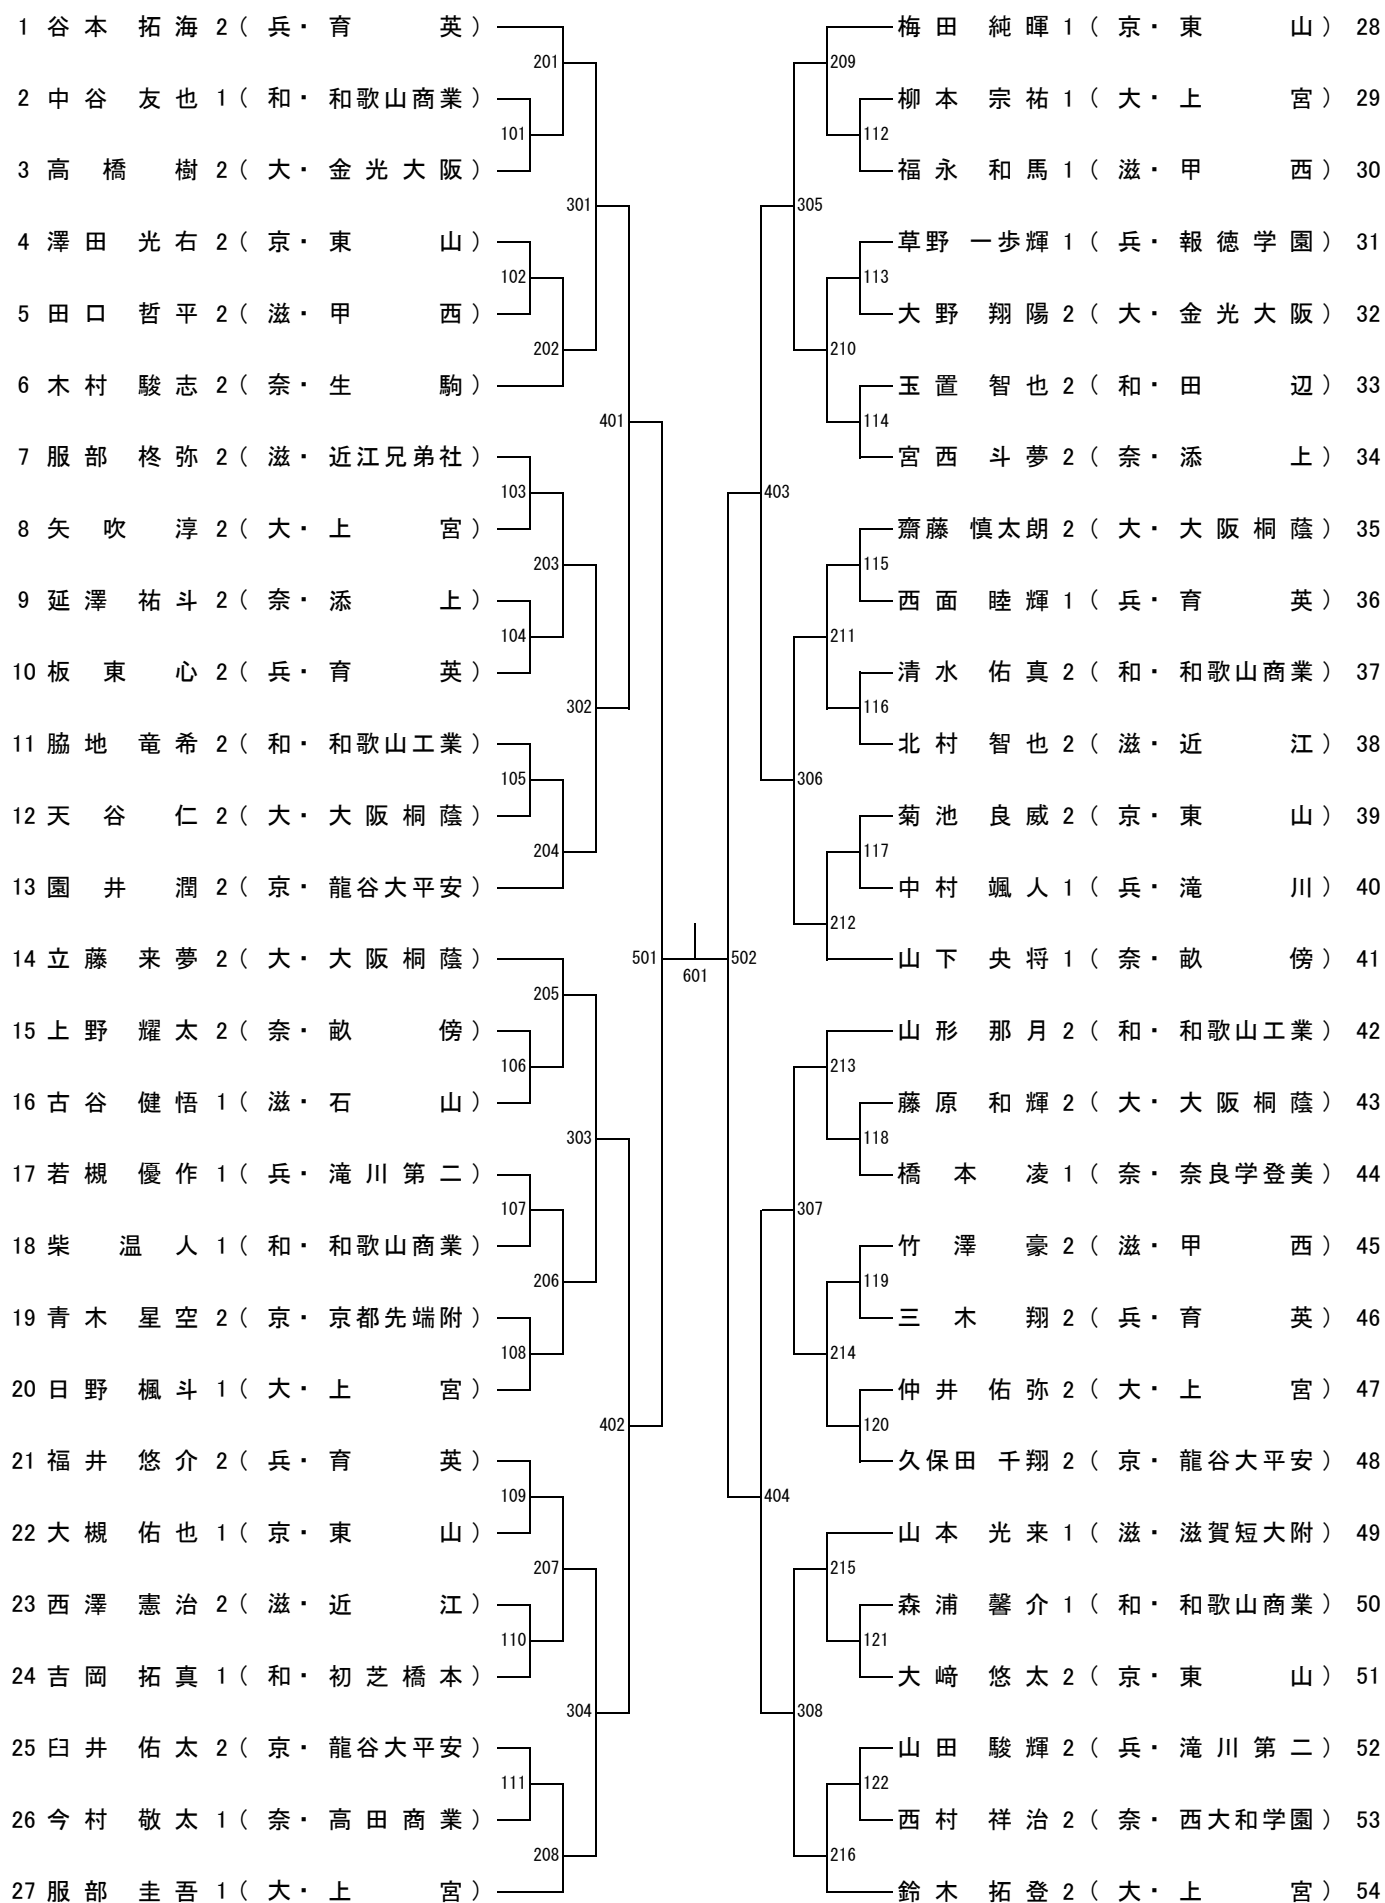 1 谷本 拓海 2 ( 兵・育英 )
201
2 中谷 友也 1 ( 和・和歌山商業 )
101
3 高橋 樹 2 ( 大・金光大阪 )
301
4 澤田 光右 2 ( 京・東山 )
102
5 田口 哲平 2 ( 滋・甲西 )
202
6 木村 駿志 2 ( 奈・生駒 )
401
7 服部 柊弥 2 ( 滋・近江兄弟社 )
103
8 矢吹 淳 2 ( 大・上宮 )
203
9 延澤 祐斗 2 ( 奈・添上 )
104
10 板東 心 2 ( 兵・育英 )
302
11 脇地 竜希 2 ( 和・和歌山工業 )
105
12 天谷 仁 2 ( 大・大阪桐蔭 )
204
13 園井 潤 2 ( 京・龍谷大平安 )
501
14 立藤 来夢 2 ( 大・大阪桐蔭 )
205
15 上野 耀太 2 ( 奈・畝傍 )
106
16 古谷 健悟 1 ( 滋・石山 )
303
17 若槻 優作 1 ( 兵・滝川第二 )
107
18 柴 温人 1 ( 和・和歌山商業 )
206
19 青木 星空 2 ( 京・京都先端附 )
108
20 日野 楓斗 1 ( 大・上宮 )
402
21 福井 悠介 2 ( 兵・育英 )
109
22 大槻 佑也 1 ( 京・東山 )
207
23 西澤 憲治 2 ( 滋・近江 )
110
24 吉岡 拓真 1 ( 和・初芝橋本 )
304
25 臼井 佑太 2 ( 京・龍谷大平安 )
111
26 今村 敬太 1 ( 奈・高田商業 )
208
27 服部 圭吾 1 ( 大・上宮 )
601
梅田 純暉 1 ( 京・東山 ) 28
209
柳本 宗祐 1 ( 大・上宮 ) 29
112
福永 和馬 1 ( 滋・甲西 ) 30
305
草野 一歩輝 1 ( 兵・報徳学園 ) 31
113
大野 翔陽 2 ( 大・金光大阪 ) 32
210
玉置 智也 2 ( 和・田辺 ) 33
114
宮西 斗夢 2 ( 奈・添上 ) 34
403
齋藤 慎太朗 2 ( 大・大阪桐蔭 ) 35
115
西面 睦輝 1 ( 兵・育英 ) 36
211
清水 佑真 2 ( 和・和歌山商業 ) 37
116
北村 智也 2 ( 滋・近江 ) 38
306
菊池 良威 2 ( 京・東山 ) 39
117
中村 颯人 1 ( 兵・滝川 ) 40
212
山下 央将 1 ( 奈・畝傍 ) 41
502
山形 那月 2 ( 和・和歌山工業 ) 42
213
藤原 和輝 2 ( 大・大阪桐蔭 ) 43
118
橋本 凌 1 ( 奈・奈良学登美 ) 44
307
竹澤 豪 2 ( 滋・甲西 ) 45
119
三木 翔 2 ( 兵・育英 ) 46
214
仲井 佑弥 2 ( 大・上宮 ) 47
120
久保田 千翔 2 ( 京・龍谷大平安 ) 48
404
山本 光来 1 ( 滋・滋賀短大附 ) 49
215
森浦 馨介 1 ( 和・和歌山商業 ) 50
121
大﨑 悠太 2 ( 京・東山 ) 51
308
山田 駿輝 2 ( 兵・滝川第二 ) 52
122
西村 祥治 2 ( 奈・西大和学園 ) 53
216
鈴木 拓登 2 ( 大・上宮 ) 54